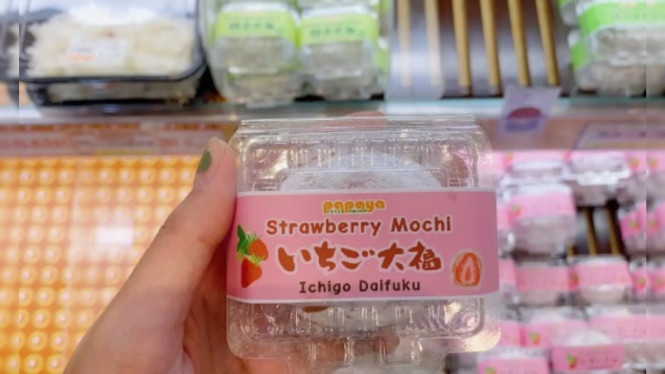 papaya
Strawberry Mochi
いちご大福
Ichigo Daifuku